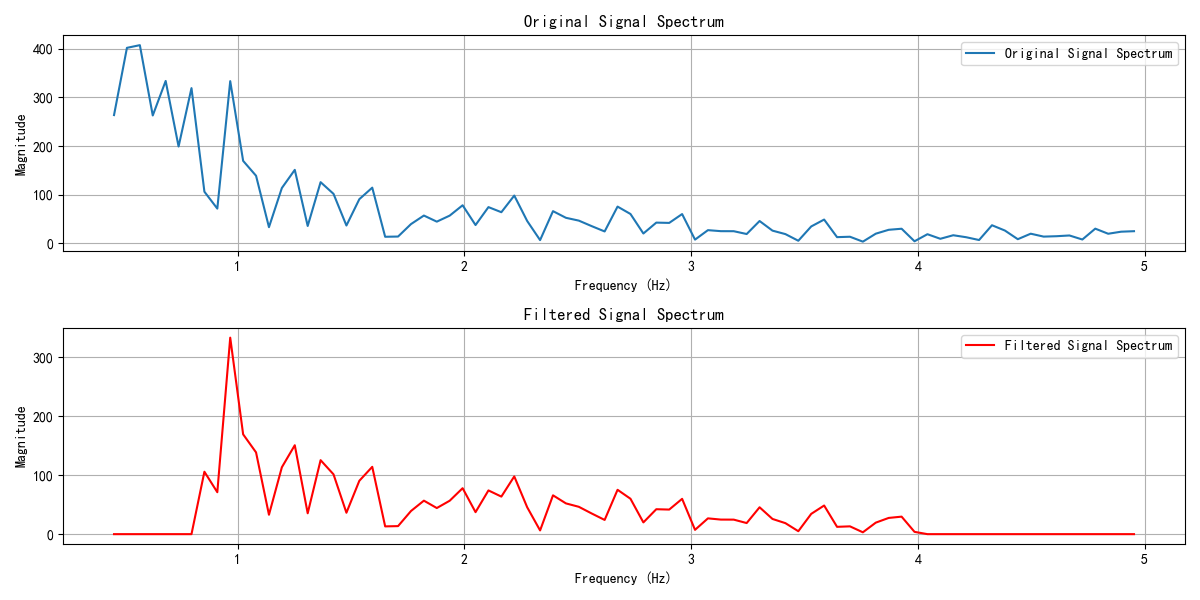 Original Signal Spectrum
Original Signal Spectrum
Magnitude
400
300
200
100
0
1 2 3 4 5
Frequency (Hz)
Filtered Signal Spectrum
Filtered Signal Spectrum
Magnitude
300
200
100
0
1 2 3 4 5
Frequency (Hz)